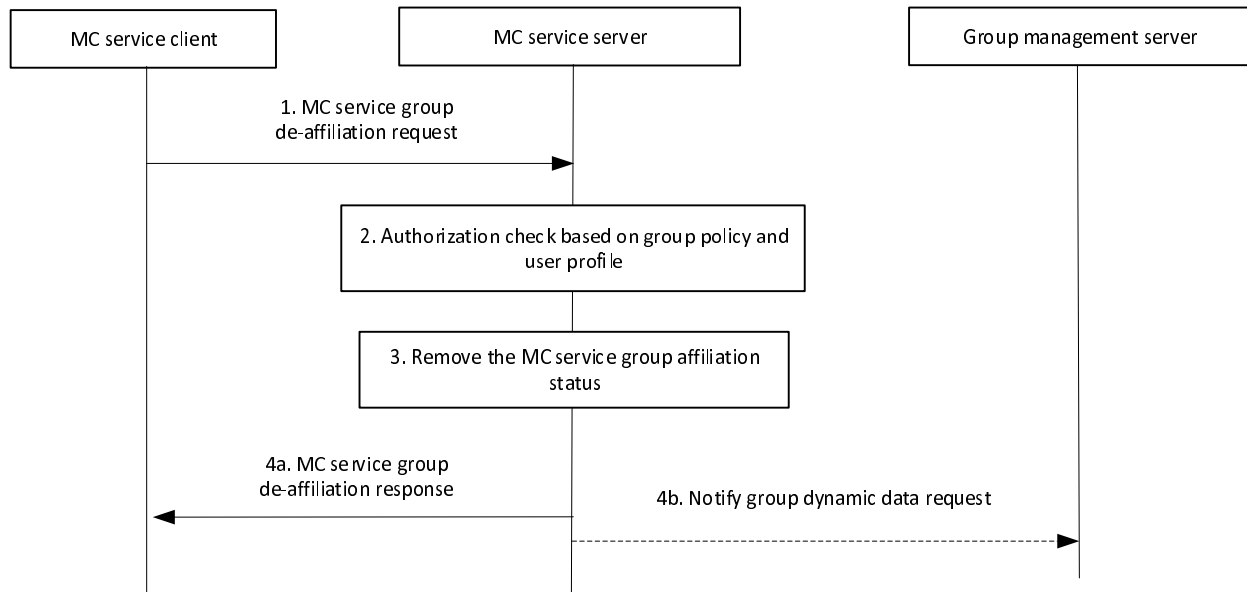 MC service client
MC service server
Group management server
1. MC service group
de-affiliation request
2. Authorization check based on group policy and
user profile
3. Remove the MC service group affiliation
status
4a. MC service group
de-affiliation response
4b. Notify group dynamic data request